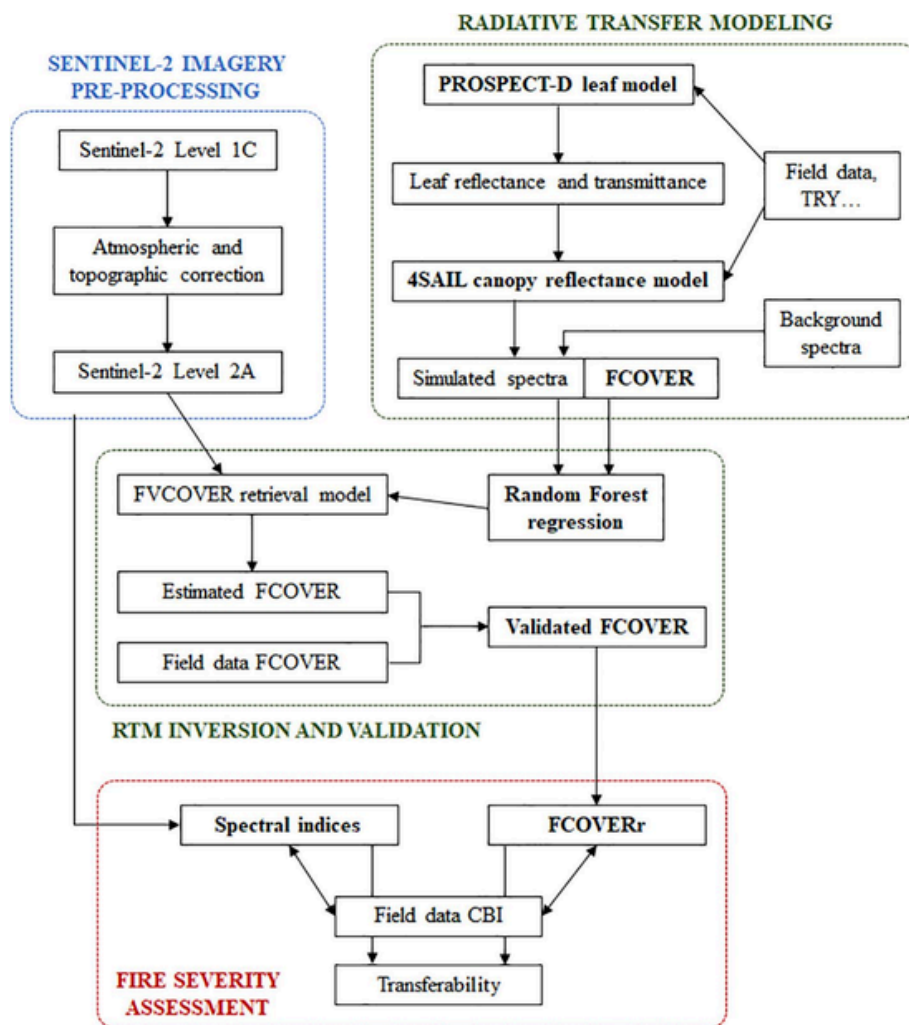 RADIATIVE TRANSFER MODELING
SENTINEL-2 IMAGERY
PRE-PROCESSING
PROSPECT-D leaf model
Sentinel-2 Level 1C
Leaf reflectance and transmittance
Field data,
TRY…
Atmospheric and
topographic correction
4SAIL canopy reflectance model
Background
spectra
Sentinel-2 Level 2A
Simulated spectra
FCOVER
FVCOVER retrieval model
Random Forest
regression
Estimated FCOVER
Validated FCOVER
Field data FCOVER
RTM INVERSION AND VALIDATION
Spectral indices
FCOVERr
Field data CBI
Transferability
FIRE SEVERITY
ASSESSMENT